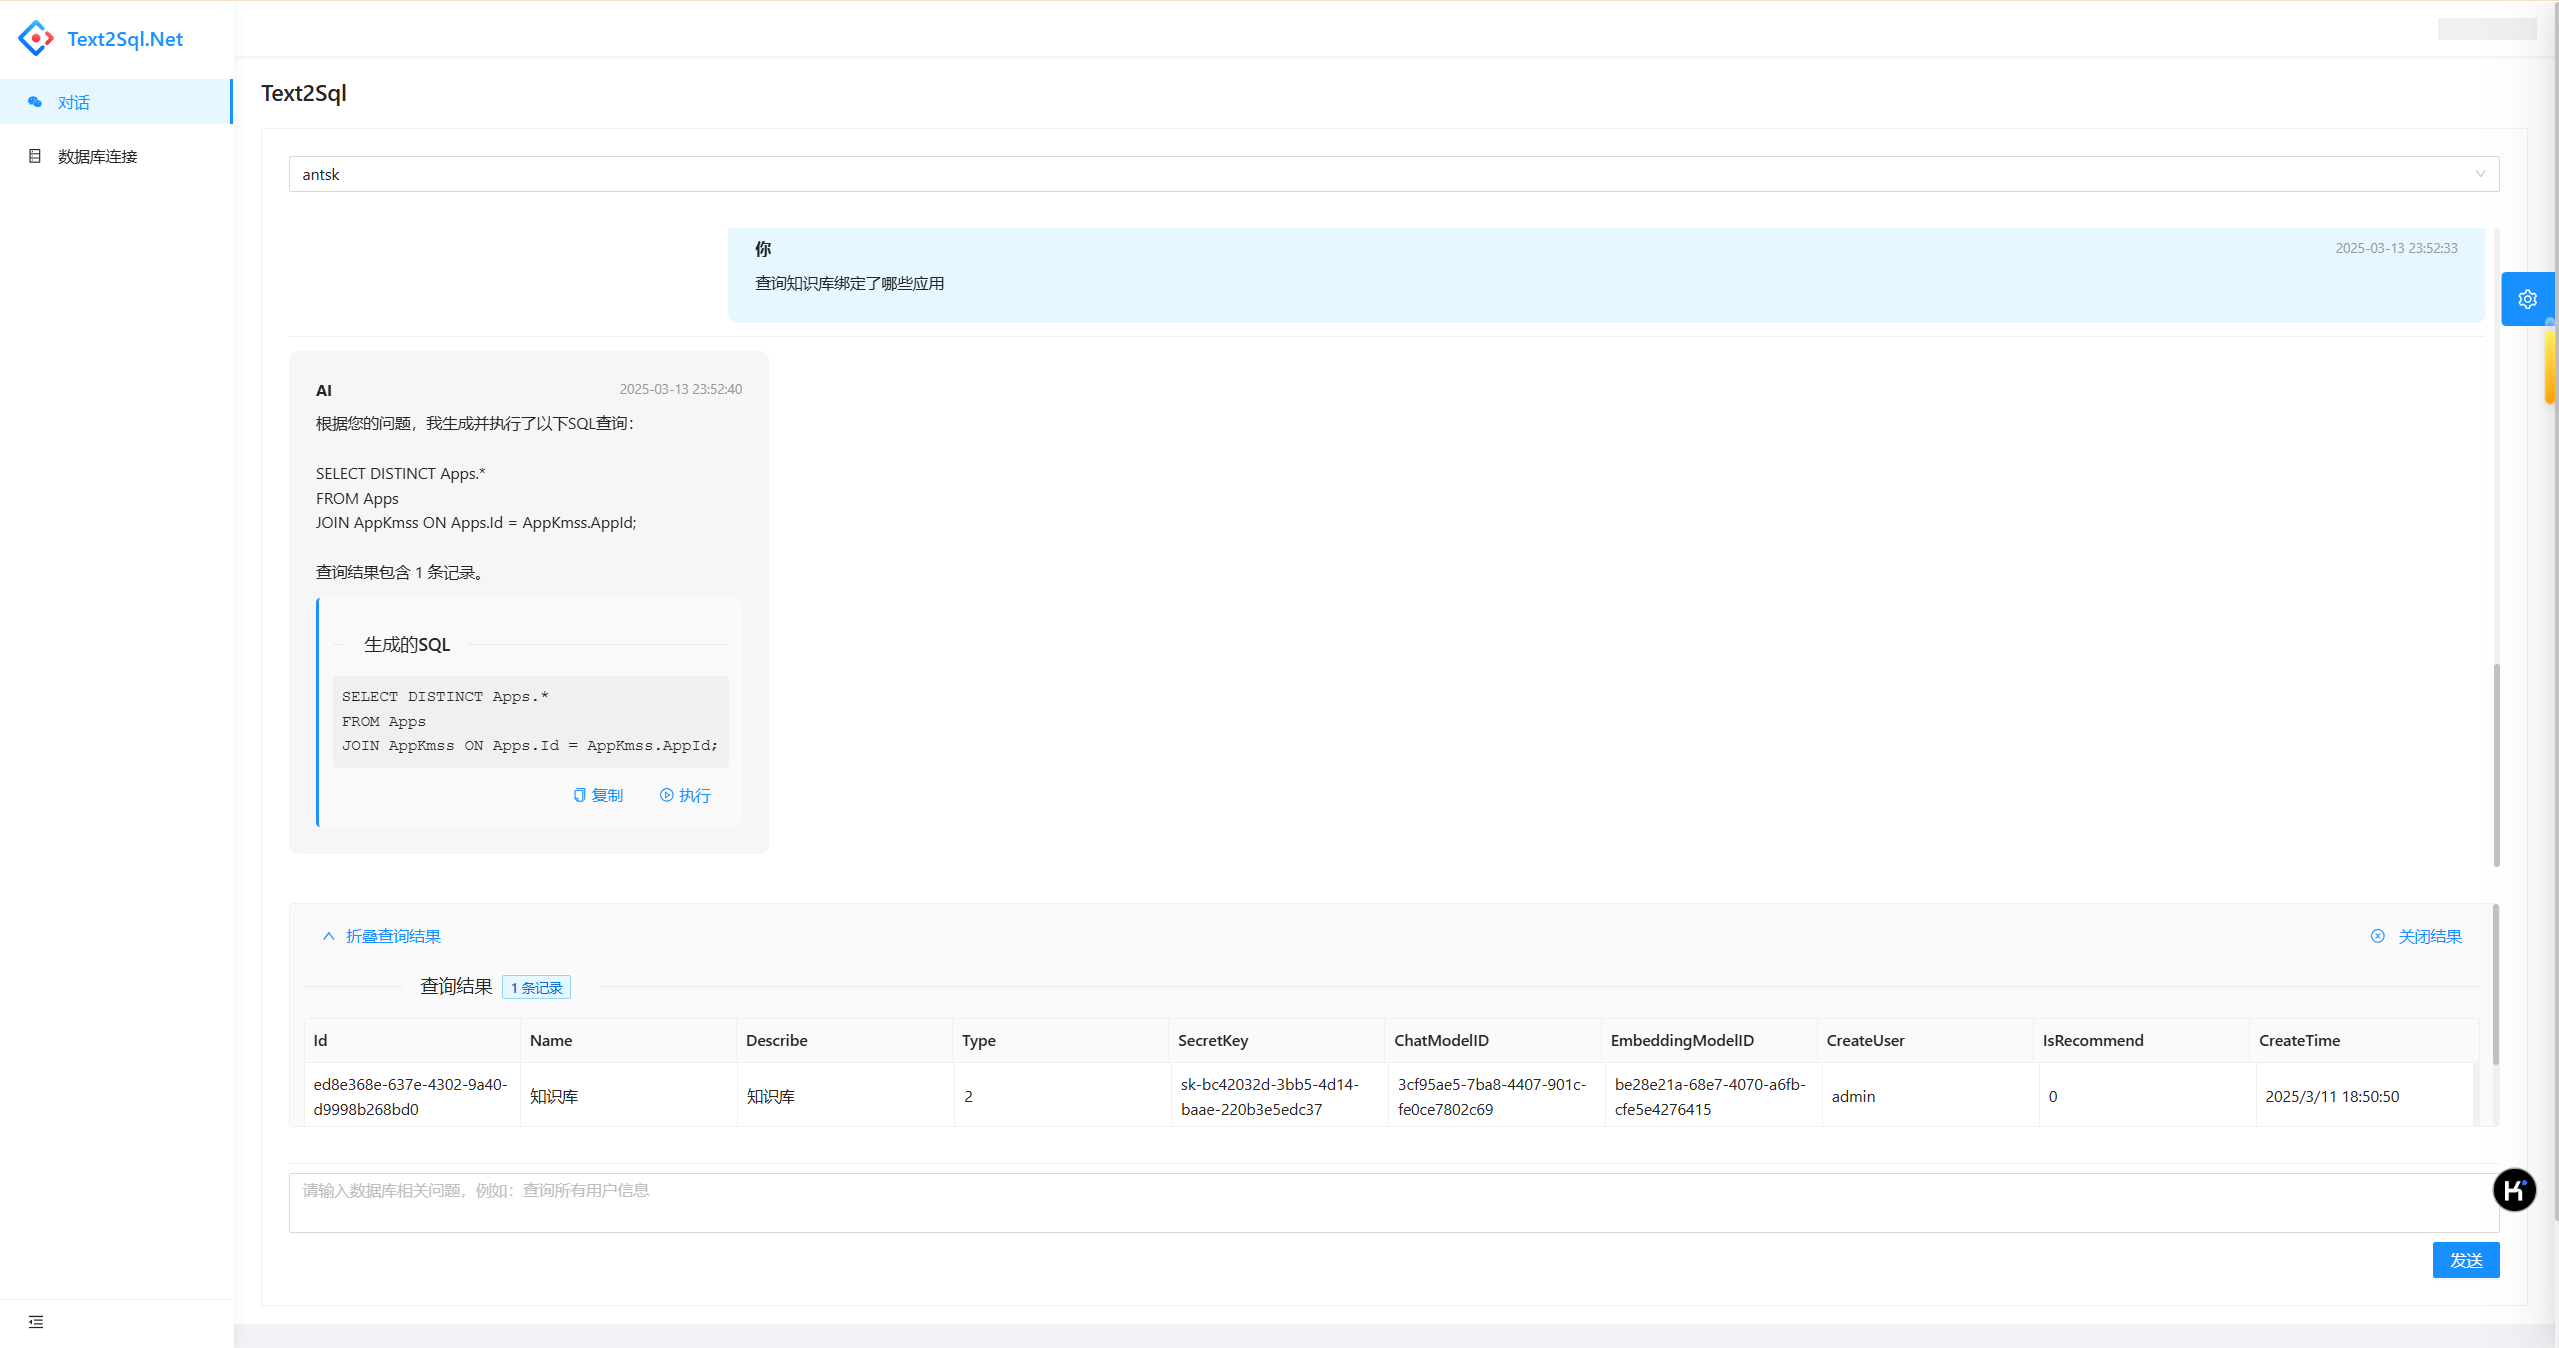 Text2Sql.Net
对话
数据库连接
Text2Sql
antsk
你
2025-03-13 23:52:33
查询知识库绑定了哪些应用
AI
2025-03-13 23:52:40
根据您的问题，我生成并执行了以下SQL查询：
SELECT DISTINCT Apps.*
FROM Apps
JOIN AppKmss ON Apps.Id = AppKmss.AppId;
查询结果包含 1 条记录。
生成的SQL
SELECT DISTINCT Apps.*
FROM Apps
JOIN AppKmss ON Apps.Id = AppKmss.AppId;
复制 执行
折叠查询结果
关闭结果
查询结果 1 条记录
Id Name Describe Type SecretKey ChatModelID EmbeddingModelID CreateUser IsRecommend CreateTime
ed8e368e-637e-4302-9a40-d9998b268bd0 知识库 知识库 2 sk-bc42032d-3bb5-4d14-baae-220b3e5edc37 3cf95ae5-7ba8-4407-901c-fe0ce7802c69 be28e21a-68e7-4070-a6fb-cfe5e4276415 admin 0 2025/3/11 18:50:50
请输入数据库相关问题，例如：查询所有用户信息
K
发送